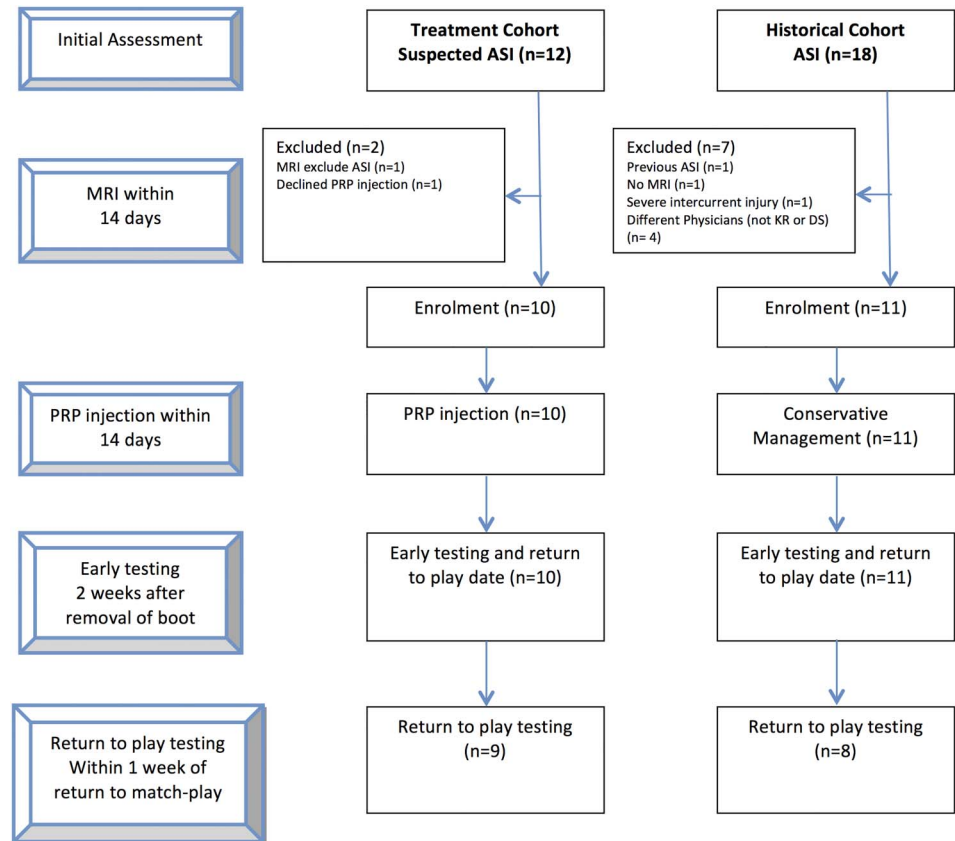 Initial Assessment
Treatment Cohort
Suspected ASI (n=12)
Historical Cohort
ASI (n=18)
MRI within
14 days
Excluded (n=2)
MRI exclude ASI (n=1)
Declined PRP injection (n=1)
Excluded (n=7)
Previous ASI (n=1)
No MRI (n=1)
Severe intercurrent injury (n=1)
Different Physicians (not KR or DS)
(n= 4)
Enrolment (n=10)
Enrolment (n=11)
PRP injection within
14 days
PRP injection (n=10)
Conservative
Management (n=11)
Early testing
2 weeks after
removal of boot
Early testing and return
to play date (n=10)
Early testing and return
to play date (n=11)
Return to play testing
Within 1 week of
return to match-play
Return to play testing
(n=9)
Return to play testing
(n=8)